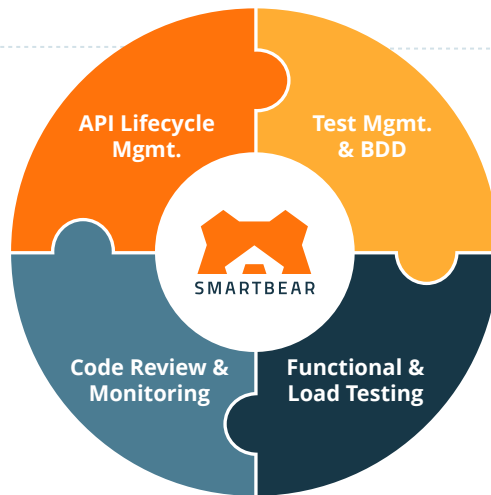 API Lifecycle
Mgmt.
Test Mgmt.
& BDD
SMARTBEAR
Code Review &
Monitoring
Functional &
Load Testing